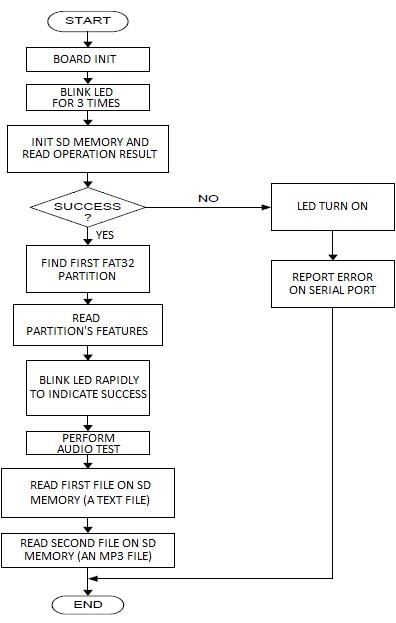 START
BOARD INIT
BLINK LED
FOR 3 TIMES
INIT SD MEMORY AND
READ OPERATION RESULT
SUCCESS
?
NO
LED TURN ON
YES
FIND FIRST FAT32
PARTITION
REPORT ERROR
ON SERIAL PORT
READ
PARTITION'S FEATURES
BLINK LED RAPIDLY
TO INDICATE SUCCESS
PERFORM
AUDIO TEST
READ FIRST FILE ON SD
MEMORY (A TEXT FILE)
READ SECOND FILE ON SD
MEMORY (AN MP3 FILE)
END